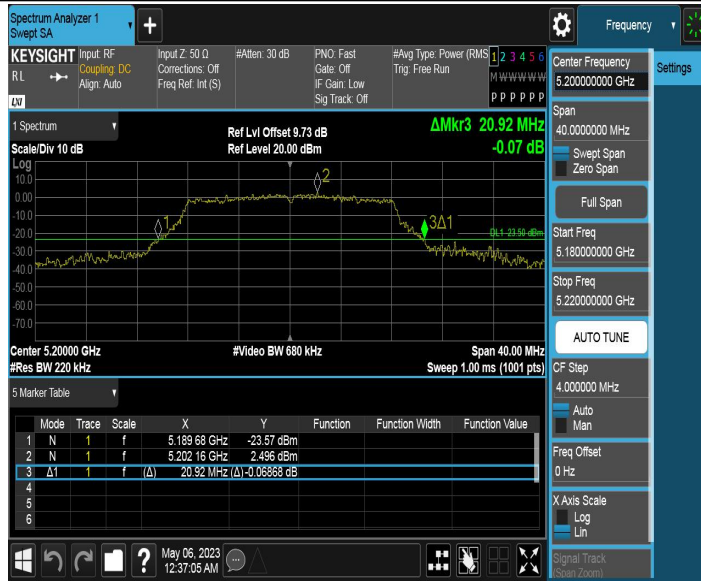 Spectrum Analyzer 1
Swept SA
+
Frequency
KEYSIGHT
RL
LXI
Input: RF
Coupling: DC
Align: Auto
Input Z: 50 Ω
Corrections: Off
Freq Ref: Int (S)
#Atten: 30 dB
PNO: Fast
Gate: Off
IF Gain: Low
Sig Track: Off
#Avg Type: Power (RMS
Trig: Free Run
1 2 3 4 5 6
M W W W W W
P P P P P P
1 Spectrum
Scale/Div 10 dB
Ref Lvl Offset 9.73 dB
Ref Level 20.00 dBm
ΔMkr3 20.92 MHz
-0.07 dB
Log
10.0
0.00
-10.0
-20.0
-30.0
-40.0
-50.0
-60.0
-70.0
1
2
3Δ1
DL1 -23.50 dBm
Center 5.20000 GHz
#Res BW 220 kHz
#Video BW 680 kHz
Span 40.00 MHz
Sweep 1.00 ms (1001 pts)
5 Marker Table
Mode Trace Scale X Y Function Function Width Function Value
1 N 1 f 5.189 68 GHz -23.57 dBm
2 N 1 f 5.202 16 GHz 2.496 dBm
3 Δ1 1 f (Δ) 20.92 MHz (Δ) -0.06868 dB
4
5
6
?
May 06, 2023
12:37:05 AM
Center Frequency
5.200000000 GHz
Settings
Span
40.0000000 MHz
Swept Span
Zero Span
Full Span
Start Freq
5.180000000 GHz
Stop Freq
5.220000000 GHz
AUTO TUNE
CF Step
4.000000 MHz
Auto
Man
Freq Offset
0 Hz
X Axis Scale
Log
Lin
Signal Track
(Span Zoom)